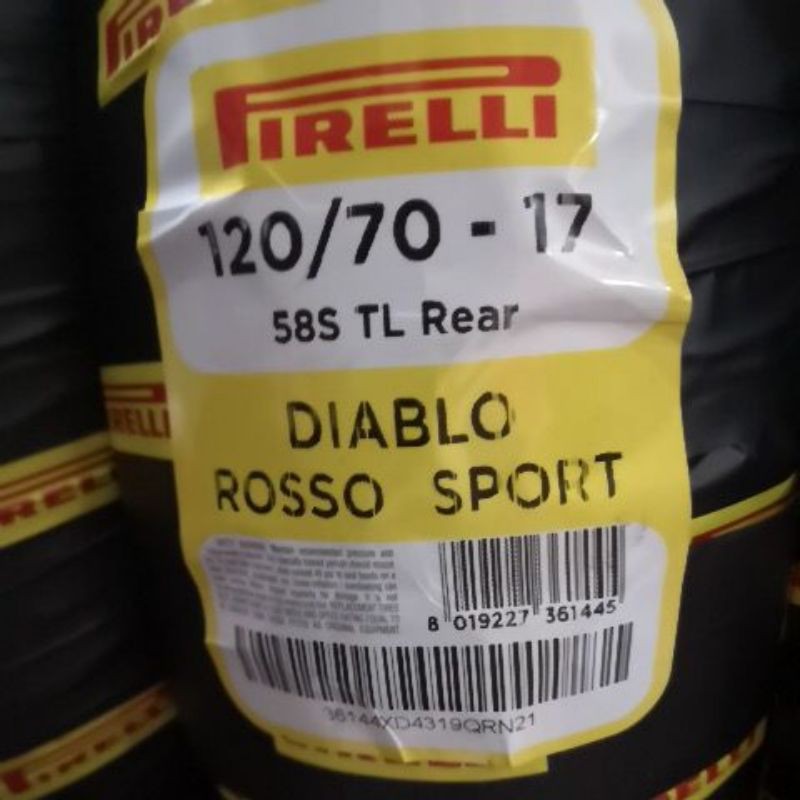 PIRELLI
120/70 - 17
58S TL Rear
DIABLO
ROSSO SPORT
8 019227 361445
36144XD4319QRN21